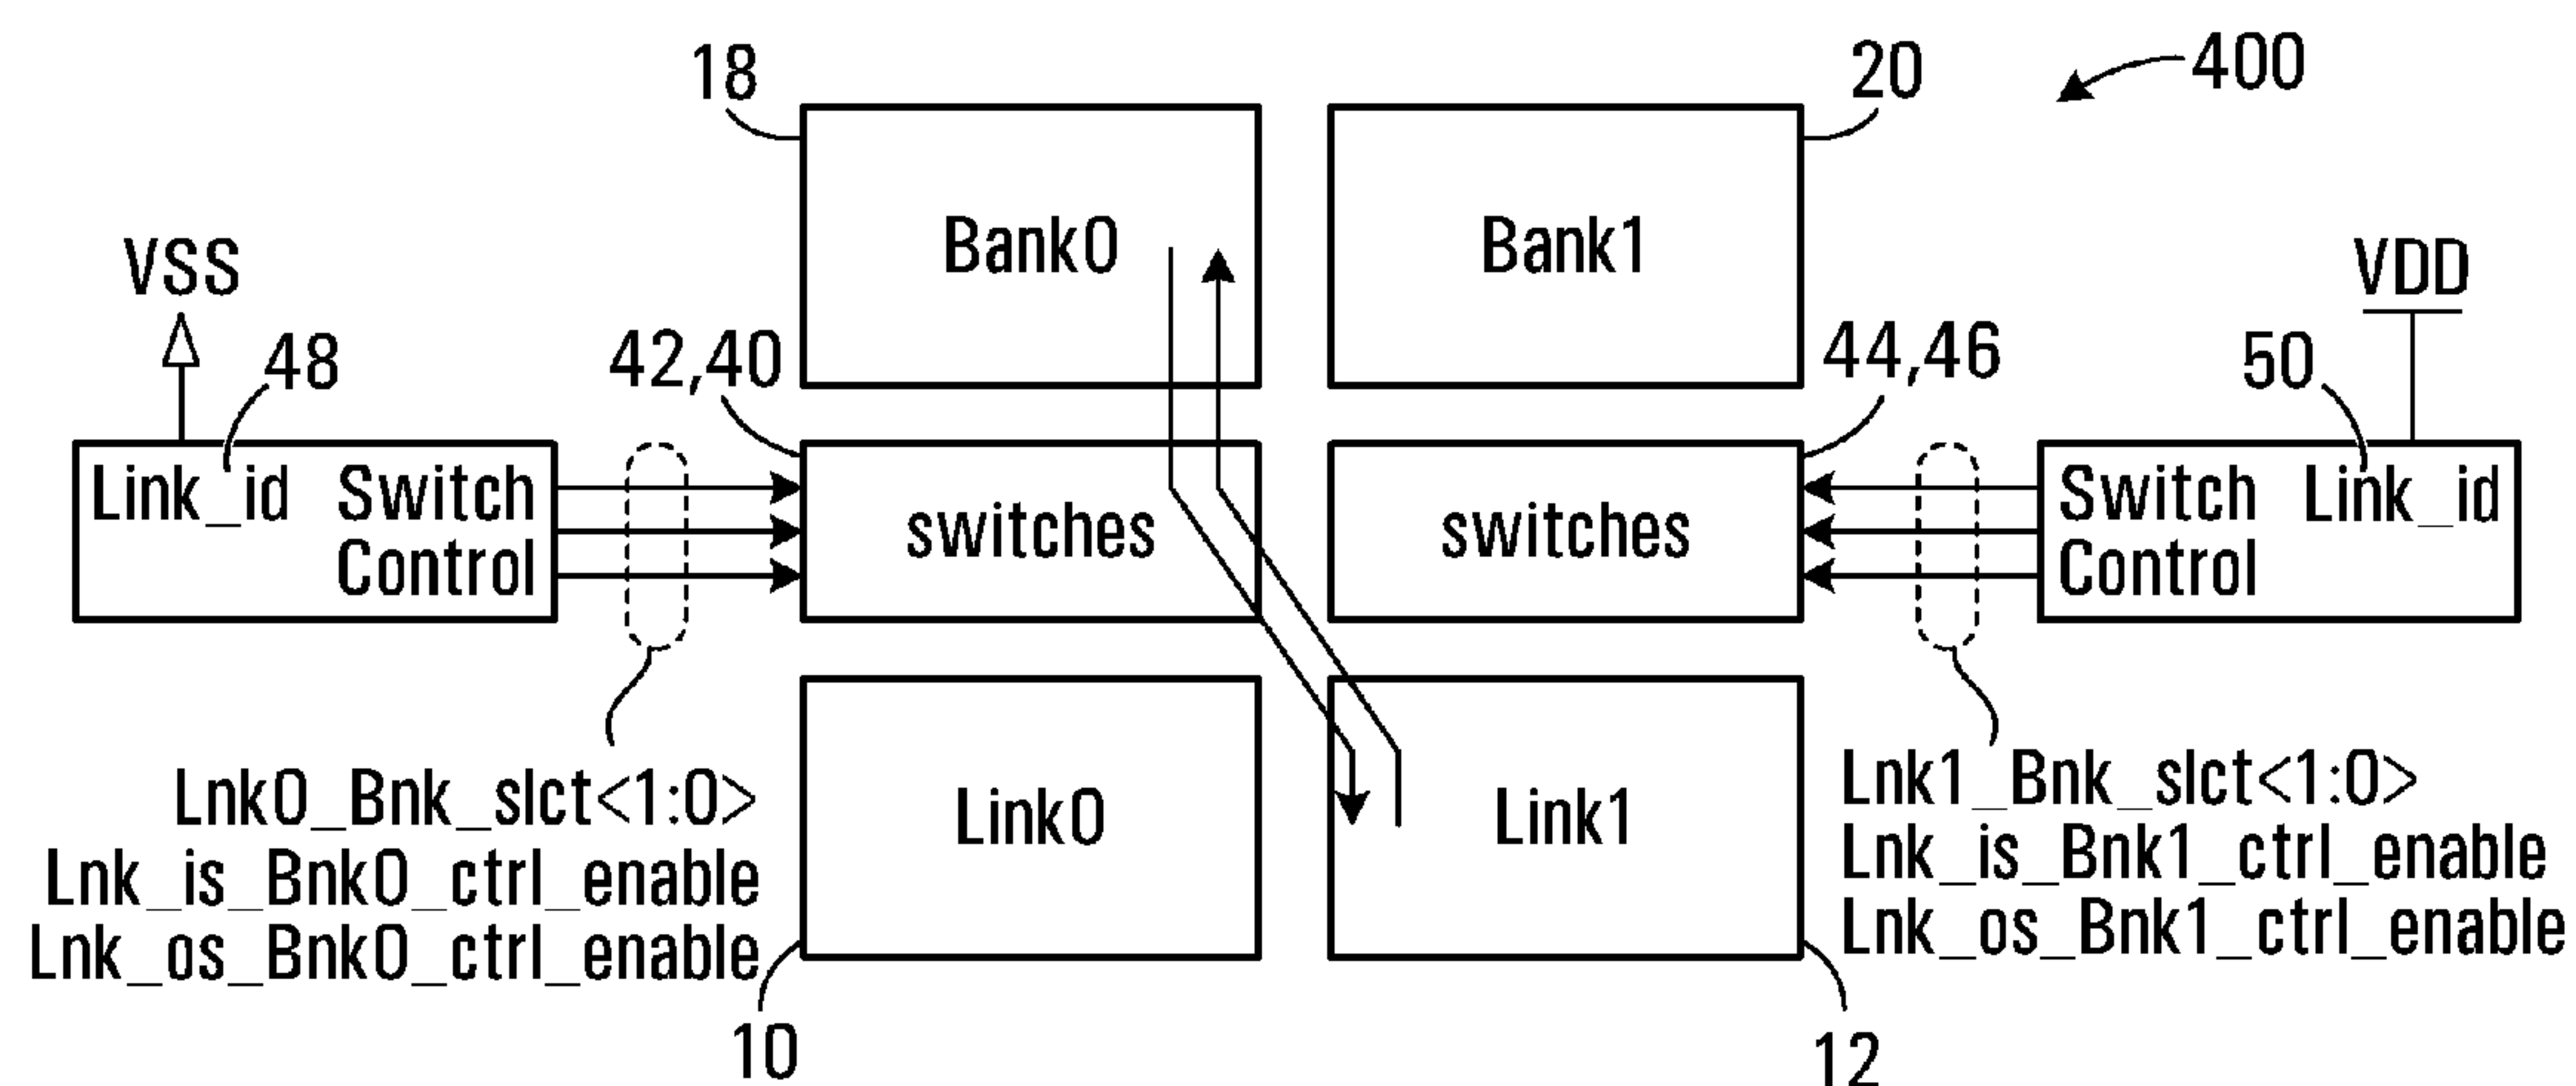 18
20
400
Bank0
Bank1
VSS
VDD
48
42,40
44,46
50
Link_id Switch Control
switches
switches
Switch Control Link_id
Link0
Link1
Lnk0_Bnk_slct<1:0>
Lnk_is_Bnk0_ctrl_enable
Lnk_os_Bnk0_ctrl_enable
Lnk1_Bnk_slct<1:0>
Lnk_is_Bnk1_ctrl_enable
Lnk_os_Bnk1_ctrl_enable
10
12